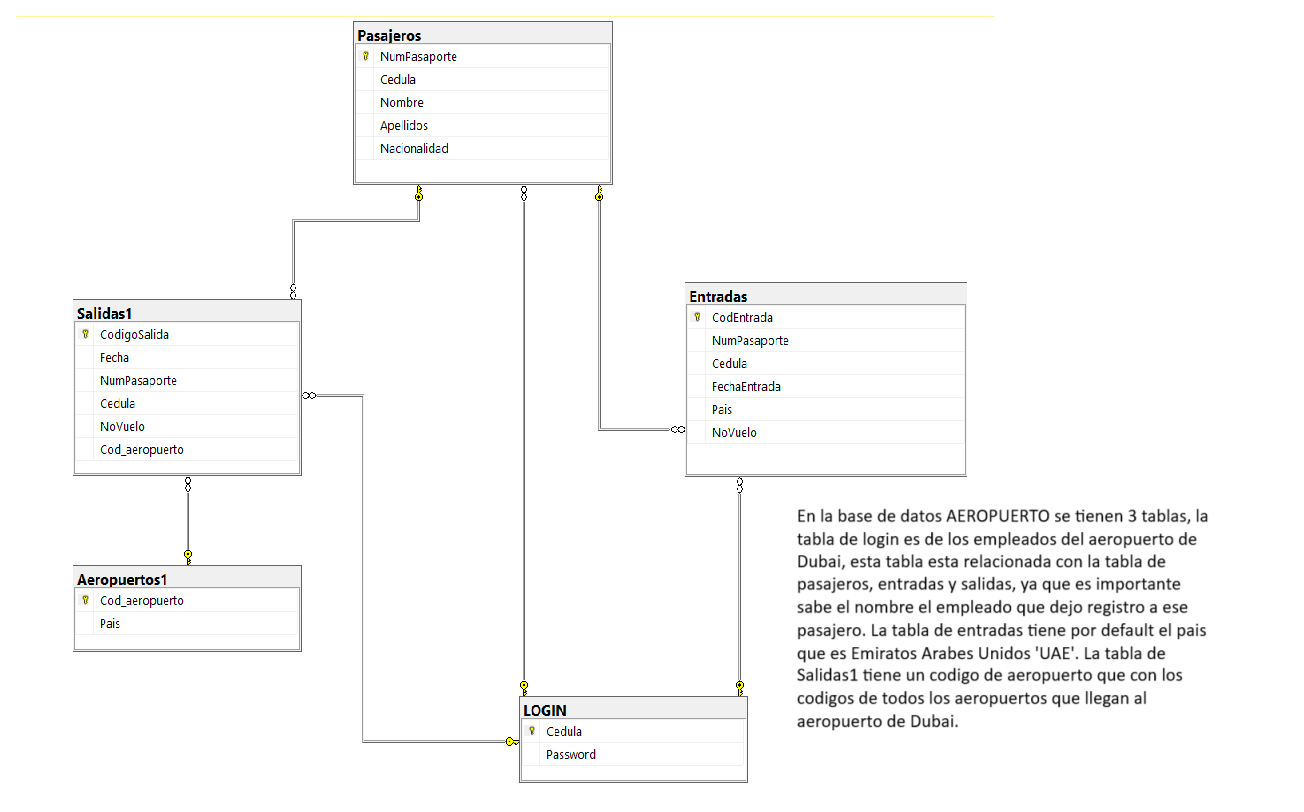 Pasajeros
NumPasaporte
Cedula
Nombre
Apellidos
Nacionalidad
Salidas1
CodigoSalida
Fecha
NumPasaporte
Cedula
NoVuelo
Cod_aeropuerto
Entradas
CodEntrada
NumPasaporte
Cedula
FechaEntrada
Pais
NoVuelo
Aeropuertos1
Cod_aeropuerto
Pais
LOGIN
Cedula
Password
En la base de datos AEROPUERTO se tienen 3 tablas, la
tabla de login es de los empleados del aeropuerto de
Dubai, esta tabla esta relacionada con la tabla de
pasajeros, entradas y salidas, ya que es importante
sabe el nombre el empleado que dejo registro a ese
pasajero. La tabla de entradas tiene por default el pais
que es Emiratos Arabes Unidos 'UAE'. La tabla de
Salidas1 tiene un codigo de aeropuerto que con los
codigos de todos los aeropuertos que llegan al
aeropuerto de Dubai.